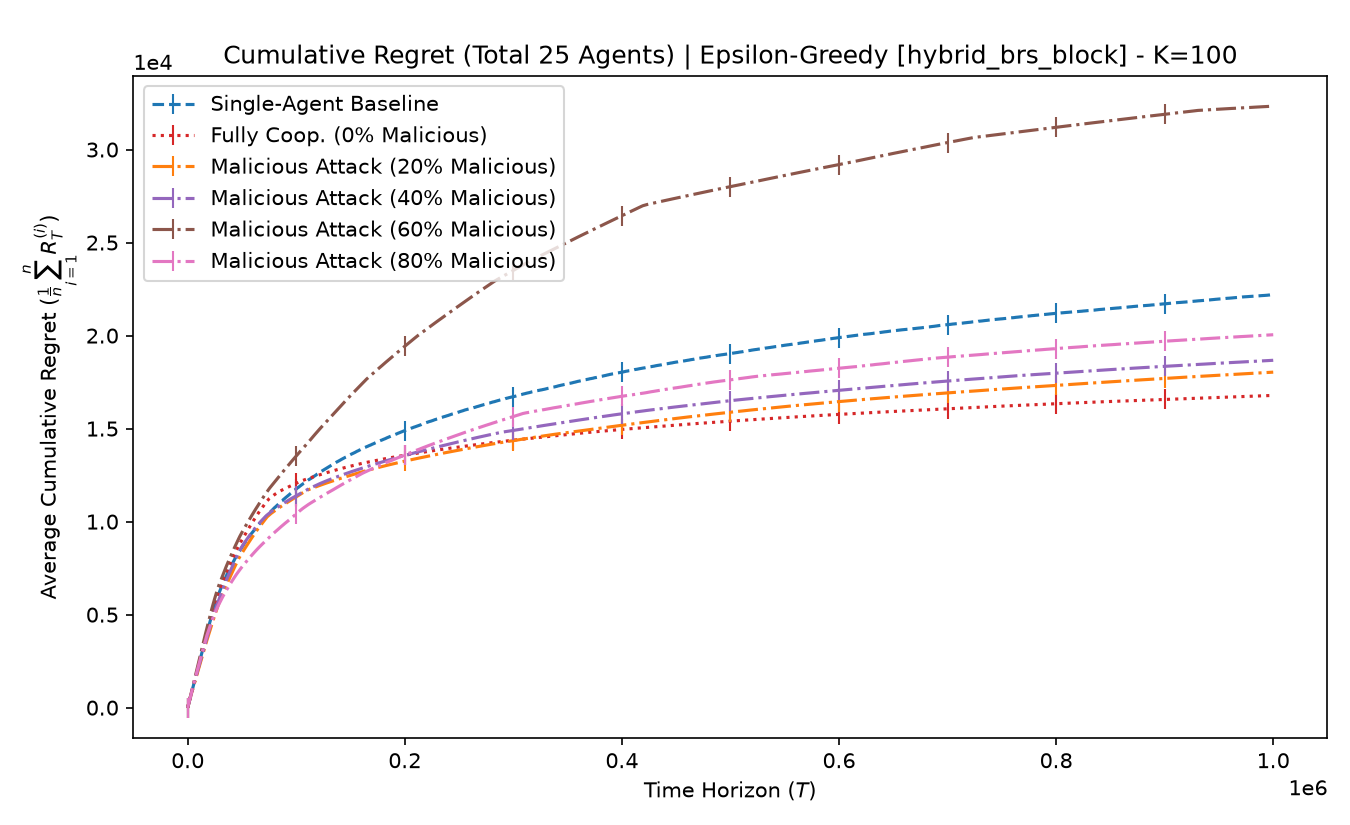 Cumulative Regret (Total 25 Agents) | Epsilon-Greedy [hybrid_brs_block] - K=100
1e4
Single-Agent Baseline
Fully Coop. (0% Malicious)
Malicious Attack (20% Malicious)
Malicious Attack (40% Malicious)
Malicious Attack (60% Malicious)
Malicious Attack (80% Malicious)
3.0
2.5
2.0
1.5
1.0
0.5
0.0
Average Cumulative Regret ($\frac{1}{n}\sum_{i=1}^{n} R_T^{(i)}$)
0.0 0.2 0.4 0.6 0.8 1.0
Time Horizon (T)
1e6